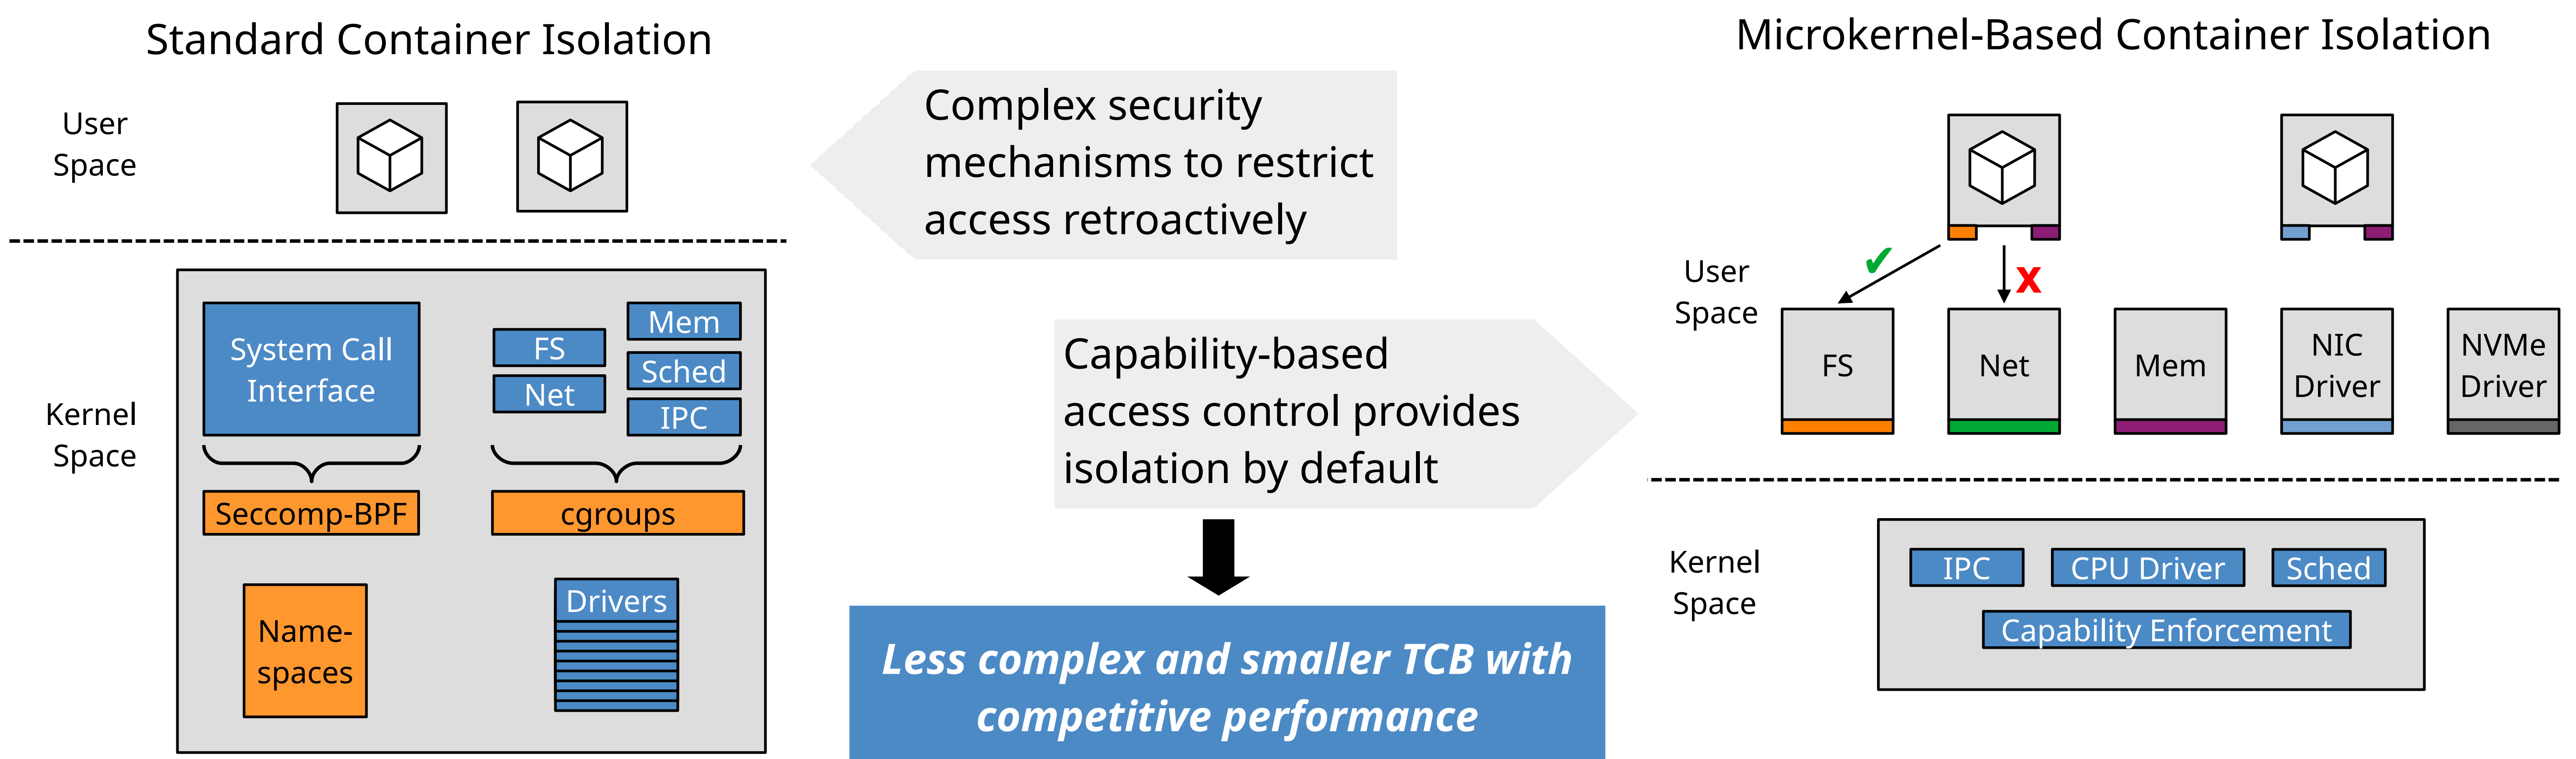 Standard Container Isolation
User
Space
Kernel
Space
System Call
Interface
FS
Net
Mem
Sched
IPC
Seccomp-BPF
cgroups
Name-
spaces
Drivers
Complex security
mechanisms to restrict
access retroactively
Capability-based
access control provides
isolation by default
Less complex and smaller TCB with
competitive performance
Microkernel-Based Container Isolation
User
Space
✔
x
FS
Net
Mem
NIC
Driver
NVMe
Driver
Kernel
Space
IPC
CPU Driver
Sched
Capability Enforcement